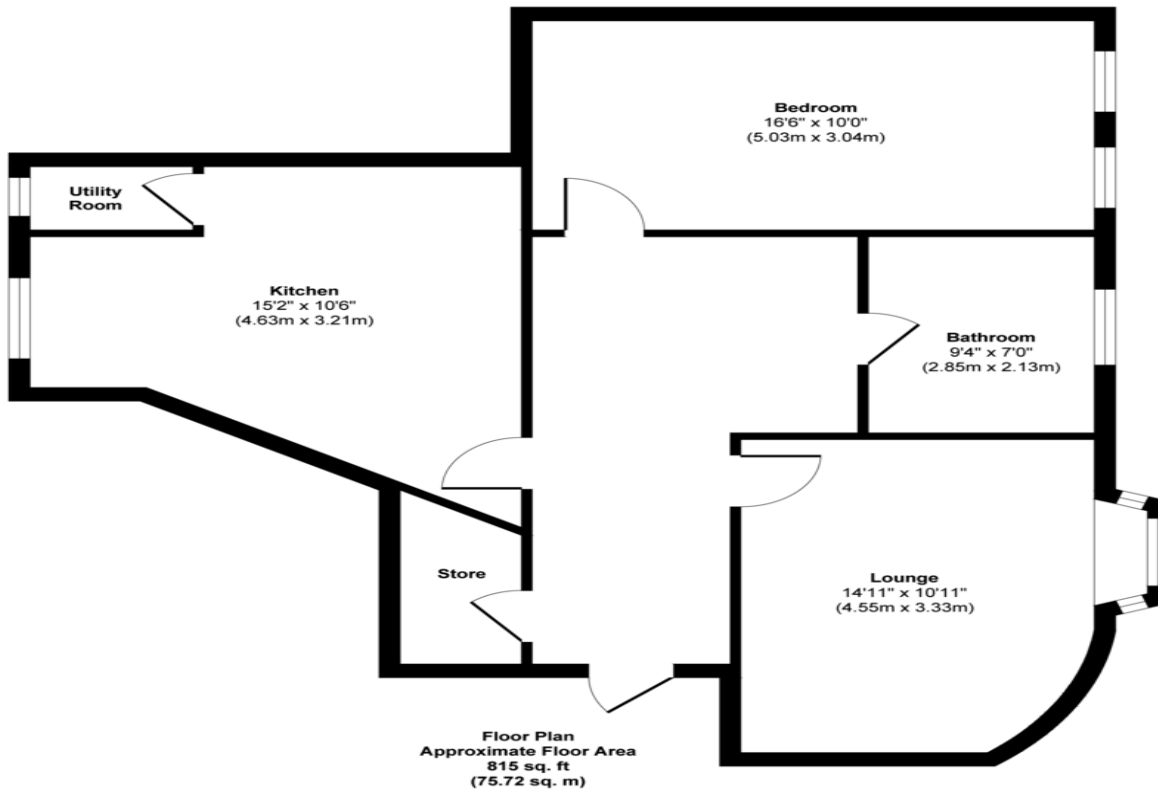 Bedroom
16'6" x 10'0"
(5.03m x 3.04m)
Utility
Room
Kitchen
15'2" x 10'6"
(4.63m x 3.21m)
Bathroom
9'4" x 7'0"
(2.85m x 2.13m)
Store
Lounge
14'11" x 10'11"
(4.55m x 3.33m)
Floor Plan
Approximate Floor Area
815 sq. ft
(75.72 sq. m)